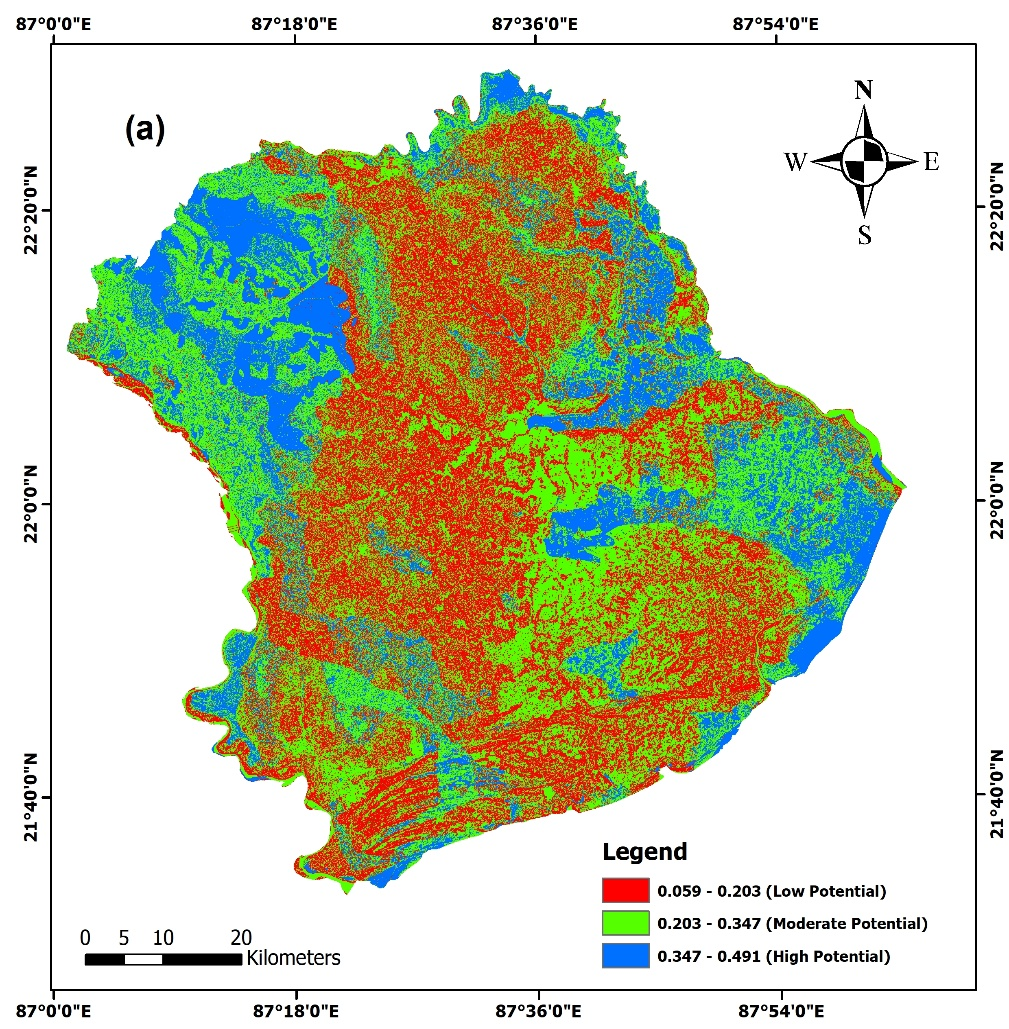 87°0'0"E 87°18'0"E 87°36'0"E 87°54'0"E
(a)
N
W E
S
22°20'0"N 22°20'0"N
22°0'0"N 22°0'0"N
21°40'0"N 21°40'0"N
Legend
0.059 - 0.203 (Low Potential)
0.203 - 0.347 (Moderate Potential)
0.347 - 0.491 (High Potential)
0 5 10 20
Kilometers
87°0'0"E 87°18'0"E 87°36'0"E 87°54'0"E